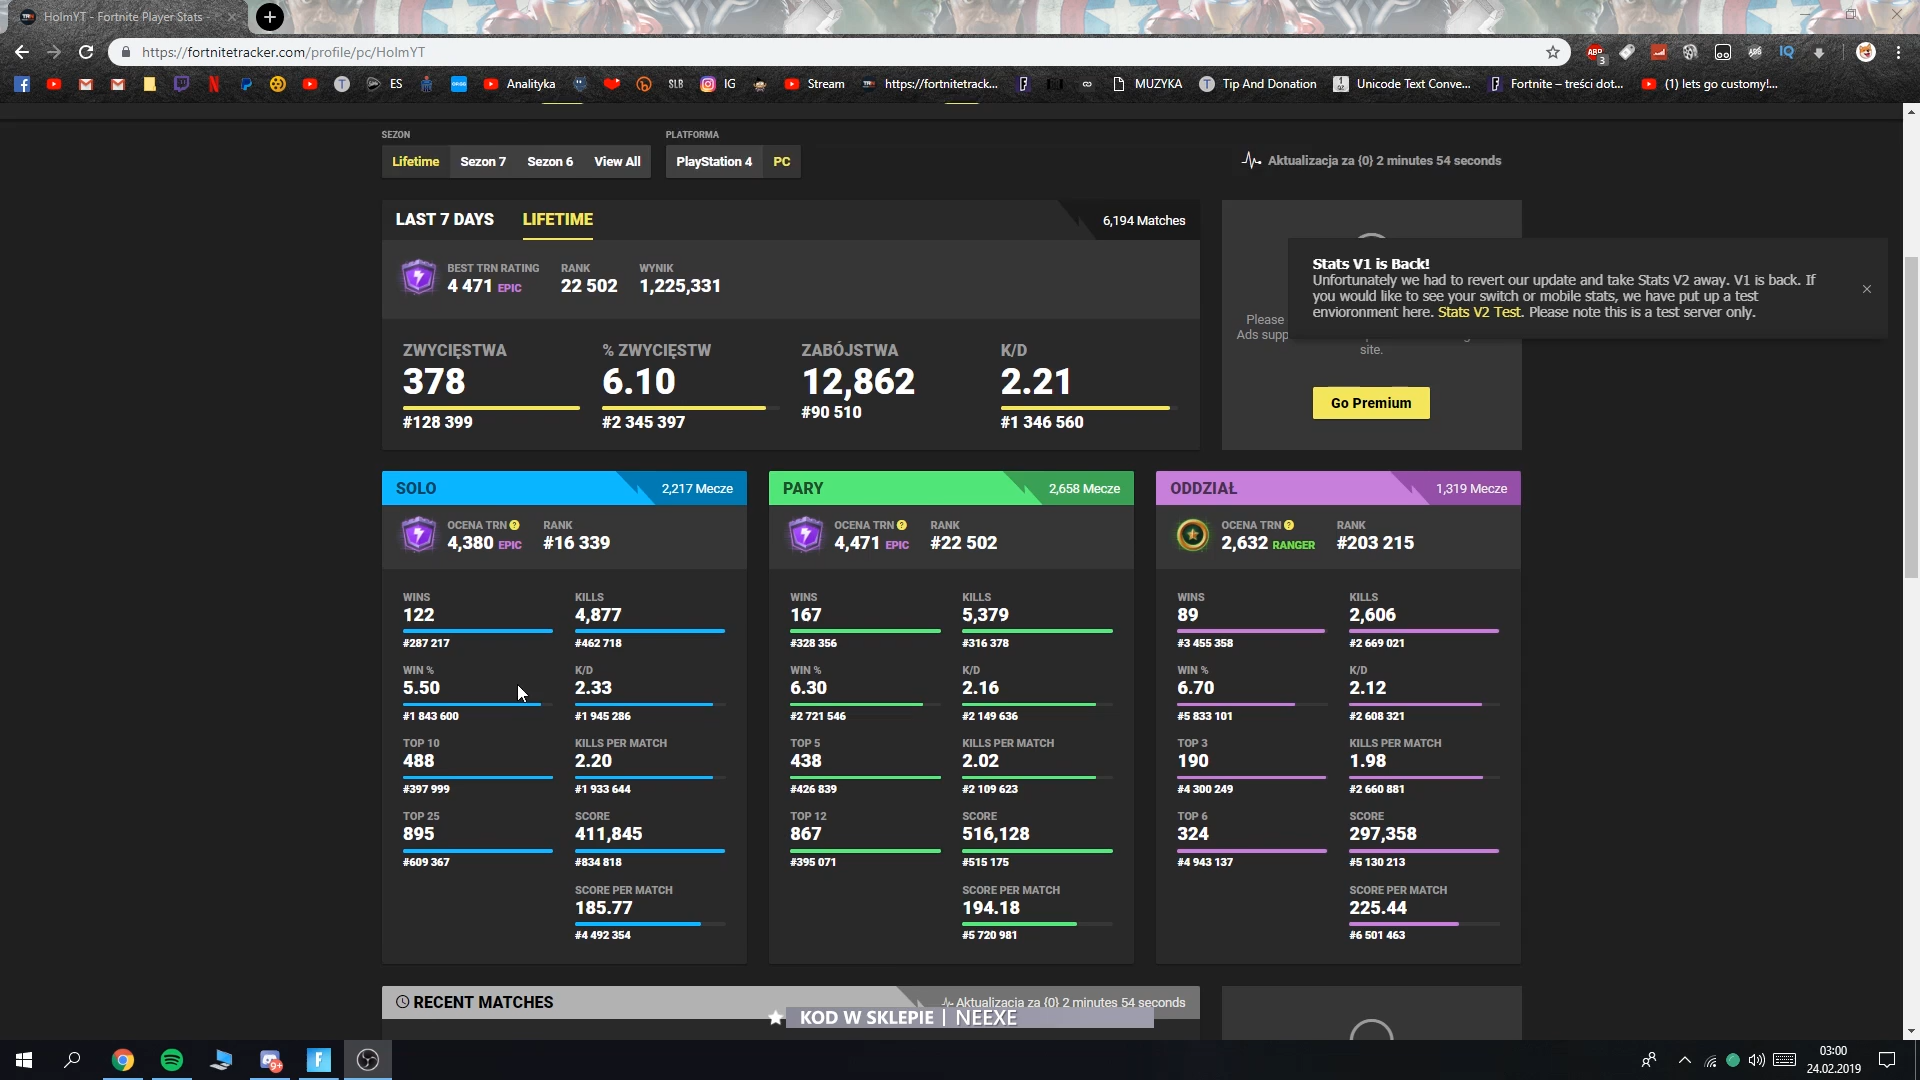 HolmYT - Fortnite Player Stats
https://fortnitetracker.com/profile/pc/HolmYT
ABP 3 IQ
ES Analityka SLB IG Stream https://fortnitetrack... MUZYKA Tip And Donation Unicode Text Conve... Fortnite – treści dot... (1) lets go customy!...
SEZON PLATFORMA
Lifetime Sezon 7 Sezon 6 View All PlayStation 4 PC
Aktualizacja za {0} 2 minutes 54 seconds
LAST 7 DAYS LIFETIME 6,194 Matches
BEST TRN RATING RANK WYNIK
4 471 EPIC 22 502 1,225,331
Stats V1 is Back!
Unfortunately we had to revert our update and take Stats V2 away. V1 is back. If
you would like to see your switch or mobile stats, we have put up a test
envioronment here. Stats V2 Test. Please note this is a test server only.
Please
Ads supp
site.
Go Premium
ZWYCIĘSTWA % ZWYCIĘSTW ZABÓJSTWA K/D
378 6.10 12,862 2.21
#128 399 #2 345 397 #90 510 #1 346 560
SOLO 2,217 Mecze
OCENA TRN ? RANK
4,380 EPIC #16 339
WINS KILLS
122 4,877
#287 217 #462 718
WIN % K/D
5.50 2.33
#1 843 600 #1 945 286
TOP 10 KILLS PER MATCH
488 2.20
#397 999 #1 933 644
TOP 25 SCORE
895 411,845
#609 367 #834 818
SCORE PER MATCH
185.77
#4 492 354
PARY 2,658 Mecze
OCENA TRN ? RANK
4,471 EPIC #22 502
WINS KILLS
167 5,379
#328 356 #316 378
WIN % K/D
6.30 2.16
#2 721 546 #2 149 636
TOP 5 KILLS PER MATCH
438 2.02
#426 839 #2 109 623
TOP 12 SCORE
867 516,128
#395 071 #515 175
SCORE PER MATCH
194.18
#5 720 981
ODDZIAŁ 1,319 Mecze
OCENA TRN ? RANK
2,632 RANGER #203 215
WINS KILLS
89 2,606
#3 455 358 #2 669 021
WIN % K/D
6.70 2.12
#5 833 101 #2 608 321
TOP 3 KILLS PER MATCH
190 1.98
#4 300 249 #2 660 881
TOP 6 SCORE
324 297,358
#4 943 137 #5 130 213
SCORE PER MATCH
225.44
#6 501 463
RECENT MATCHES Aktualizacja za {0} 2 minutes 54 seconds
KOD W SKLEPIE | NEEXE
9+
03:00
24.02.2019